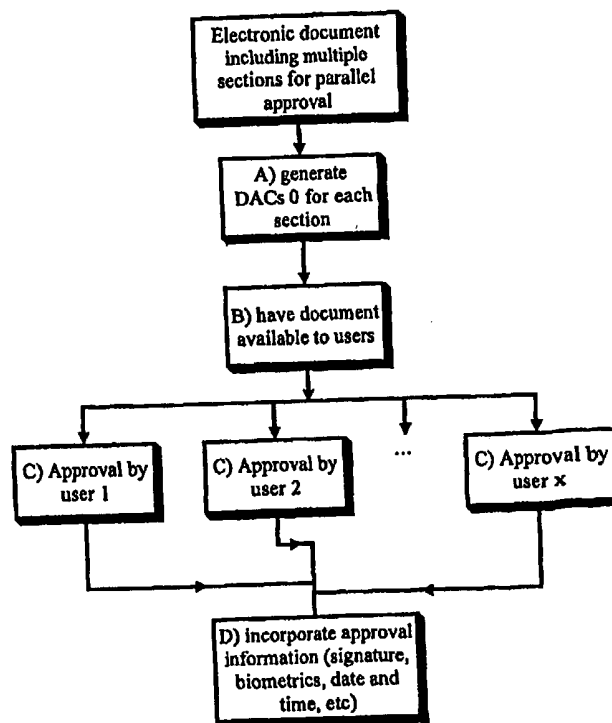 Electronic document
including multiple
sections for parallel
approval
A) generate
DACs 0 for each
section
B) have document
available to users
C) Approval by
user 1
C) Approval by
user 2
...
C) Approval by
user x
D) incorporate approval
information (signature,
biometrics, date and
time, etc)